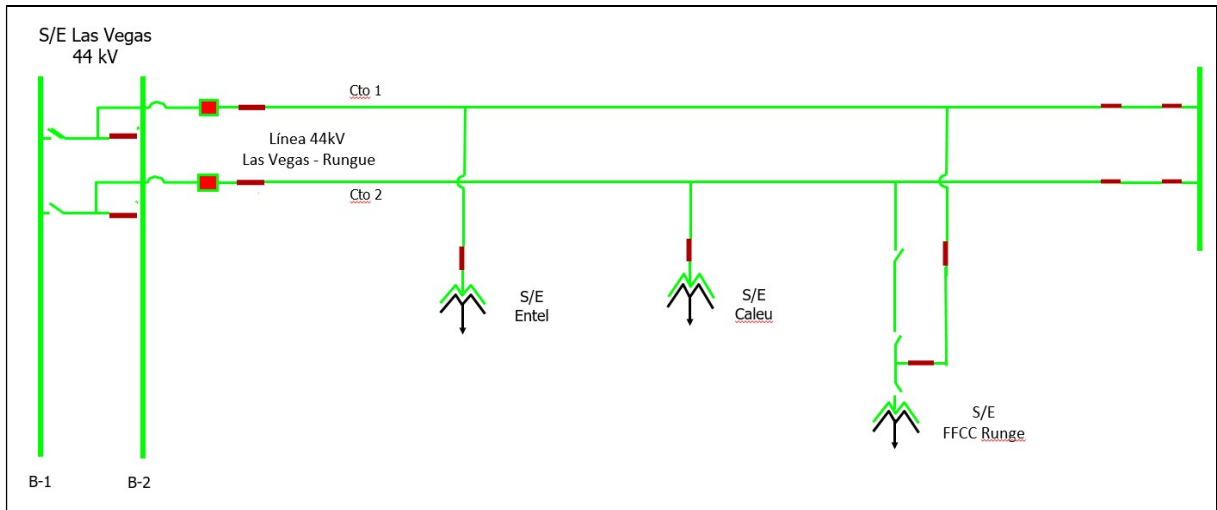 S/E Las Vegas
44 kV
Cto 1
Línea 44kV
Las Vegas - Rungue
Cto 2
S/E
Entel
S/E
Caleu
S/E
FFCC Runge
B-1
B-2